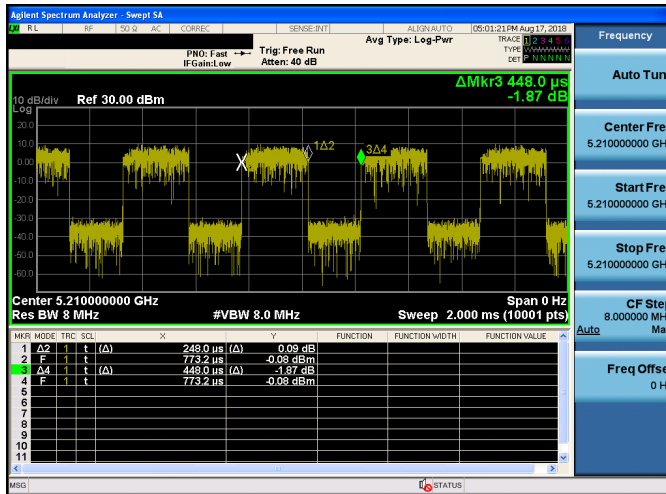 Agilent Spectrum Analyzer - Swept SA
RL RF 50 Ω AC CORREC SENSE:INT ALIGN AUTO 05:01:21 PM Aug 17, 2018
Frequency
Avg Type: Log-Pwr
TRACE 1 2 3 4 5 6
PNO: Fast Trig: Free Run
TYPE
IFGain:Low Atten: 40 dB
DET P N N N N N
Auto Tun
ΔMkr3 448.0 µs
-1.87 dB
10 dB/div Ref 30.00 dBm
Log
20.0
10.0
0.00
-10.0
-20.0
-30.0
-40.0
-50.0
-60.0
1Δ2
3Δ4
X
Center Fre
5.210000000 GH
Start Fre
5.210000000 GH
Stop Fre
5.210000000 GH
Center 5.210000000 GHz Span 0 Hz
Res BW 8 MHz #VBW 8.0 MHz Sweep 2.000 ms (10001 pts)
CF Step
8.000000 MH
Auto Ma
MKR MODE TRC SCL X Y FUNCTION FUNCTION WIDTH FUNCTION VALUE
1 Δ2 1 t (Δ) 248.0 µs (Δ) 0.09 dB
2 F 1 t 773.2 µs -0.08 dBm
3 Δ4 1 t (Δ) 448.0 µs (Δ) -1.87 dB
4 F 1 t 773.2 µs -0.08 dBm
5
6
7
8
9
10
11
Freq Offse
0 H
MSG STATUS